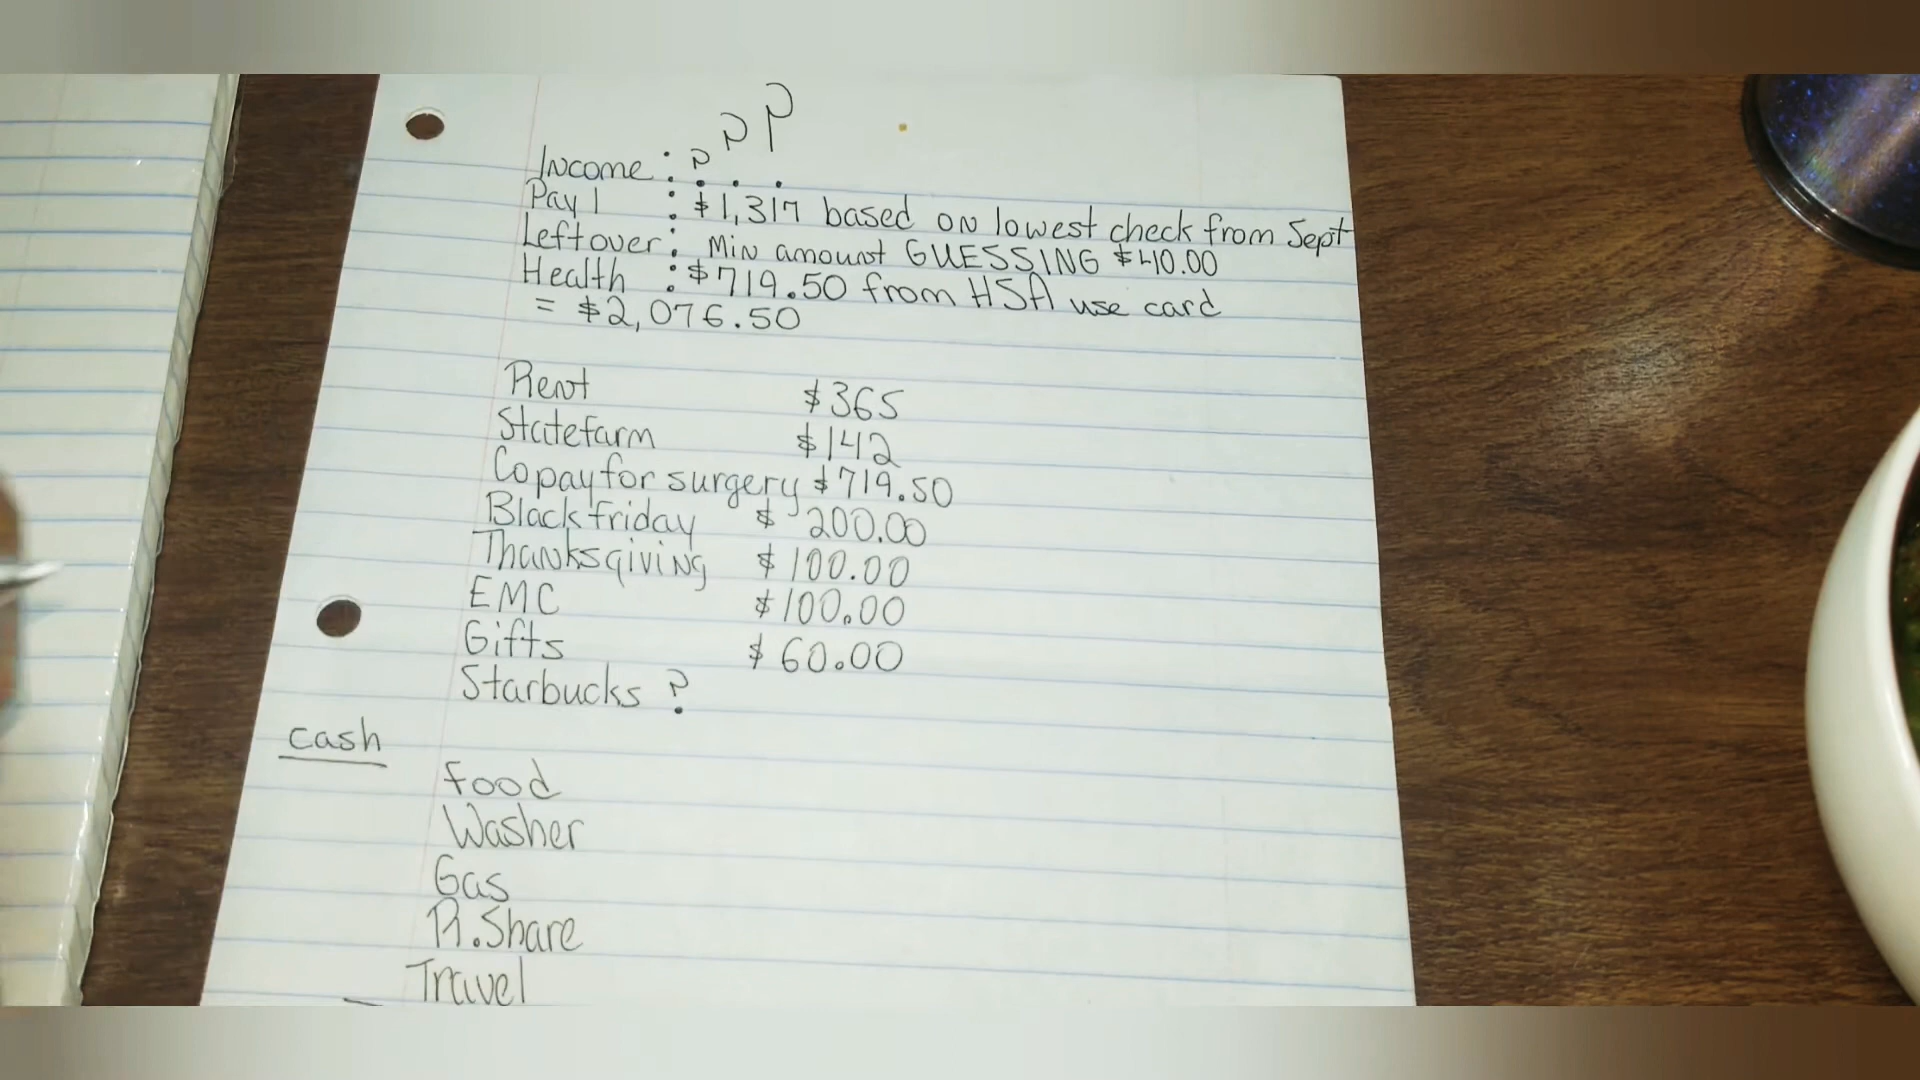 Income : ? ? ?
Pay 1 : $1,317 based on lowest check from Sept
Leftover : Min amount GUESSING $40.00
Health : $719.50 from HSA use card
= $2,076.50
Rent $365
Statefarm $142
Copay for surgery $719.50
Black friday $ 200.00
Thanksgiving $ 100.00
EMC $100.00
Gifts $ 60.00
Starbucks ?
cash
food
Washer
Gas
R.Share
Travel